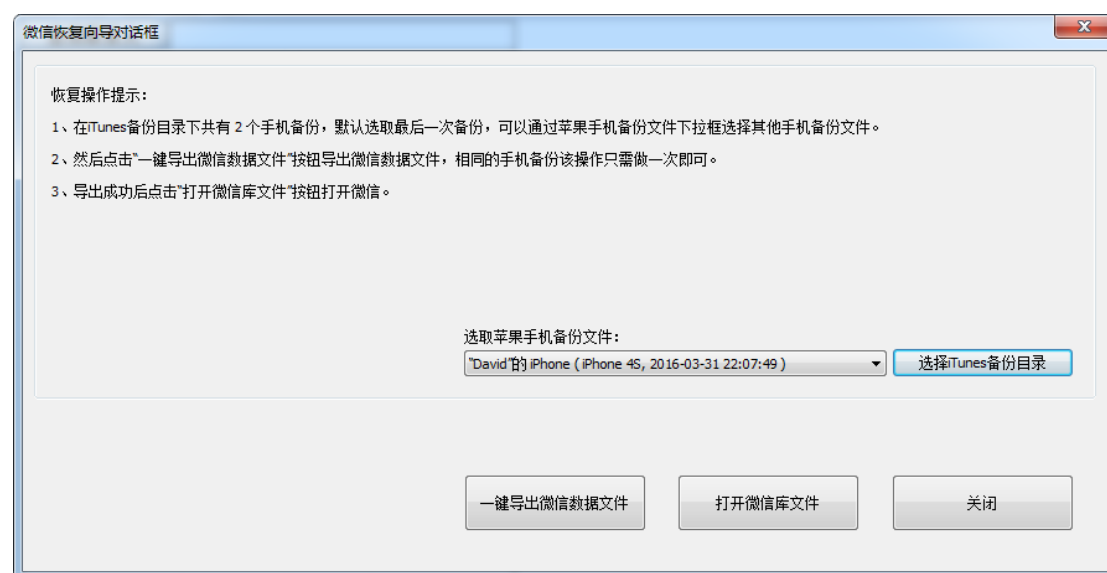 微信恢复向导对话框
恢复操作提示：
1、在iTunes备份目录下共有 2 个手机备份，默认选取最后一次备份，可以通过苹果手机备份文件下拉框选择其他手机备份文件。
2、然后点击“一键导出微信数据文件”按钮导出微信数据文件，相同的手机备份该操作只需做一次即可。
3、导出成功后点击“打开微信库文件”按钮打开微信。
选取苹果手机备份文件：
“David”的 iPhone ( iPhone 4S, 2016-03-31 22:07:49 )
选择iTunes备份目录
一键导出微信数据文件
打开微信库文件
关闭